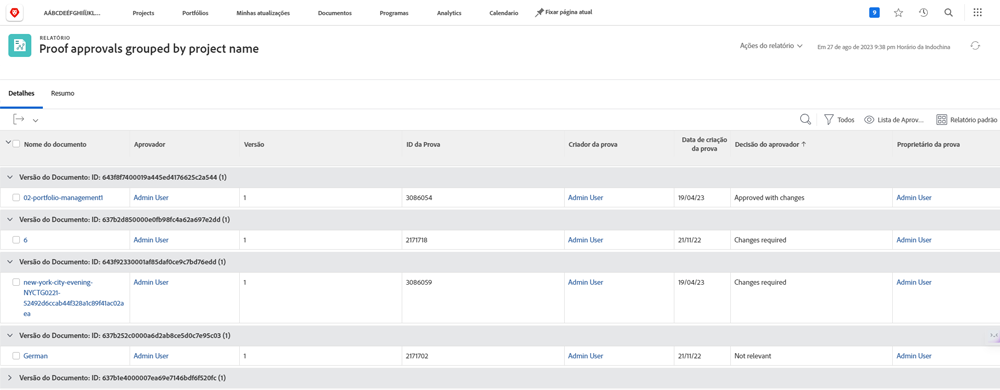 AÁBCDEÉFGHIÍJKL... Projects Portfólios Minhas atualizações Documentos Programas Analytics Calendario Fixar página atual 9
RELATÓRIO
Proof approvals grouped by project name
Ações do relatório Em 27 de ago de 2023 9:38 pm Horário da Indochina
Detalhes Resumo
Todos Lista de Aprov... Relatório padrão
Nome do documento Aprovador Versão ID da Prova Criador da prova Data de criação da prova Decisão do aprovador ↑ Proprietário da prova
Versão do Documento: ID: 643f8f7400019a445ed4176625c2a544 (1)
02-portfolio-management1 Admin User 1 3086054 Admin User 19/04/23 Approved with changes Admin User
Versão do Documento: ID: 637b2d850000e0fb98fc4a62a697e2dd (1)
6 Admin User 1 2171718 Admin User 21/11/22 Changes required Admin User
Versão do Documento: ID: 643f92330001af85daf0ce9c7bd76edd (1)
new-york-city-evening- Admin User 1 3086059 Admin User 19/04/23 Changes required Admin User
NYCTG0221-
52492d6ccab44f328a1c89f41ac02a
ea
Versão do Documento: ID: 637b252c0000a6d2ab8ce5d0c7e95c03 (1)
German Admin User 1 2171702 Admin User 21/11/22 Not relevant Admin User
Versão do Documento: ID: 637b1e4000007ea69e7146bdf6f520fc (1)